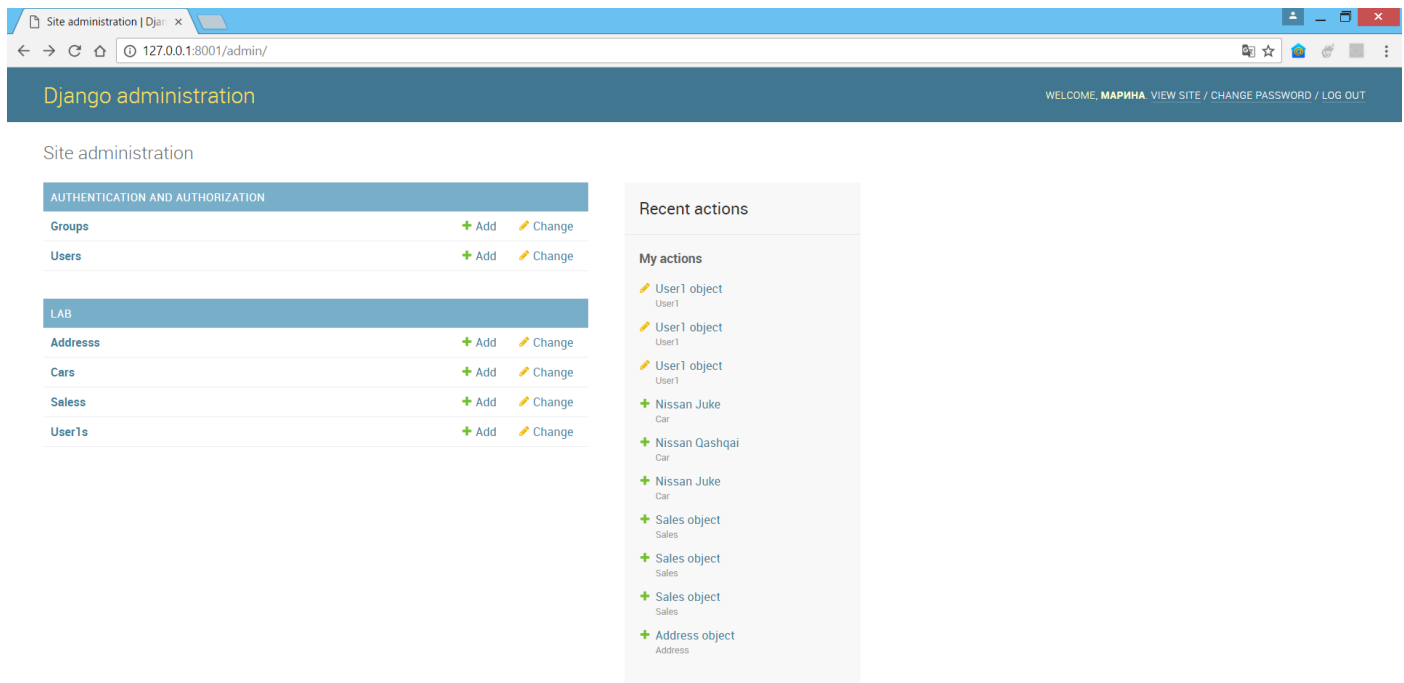 Site administration | Djan
127.0.0.1:8001/admin/
Django administration
WELCOME, МАРИНА. VIEW SITE / CHANGE PASSWORD / LOG OUT
Site administration
AUTHENTICATION AND AUTHORIZATION
Groups Add Change
Users Add Change
LAB
Addresss Add Change
Cars Add Change
Saless Add Change
User1s Add Change
Recent actions
My actions
User1 object
User1
User1 object
User1
User1 object
User1
Nissan Juke
Car
Nissan Qashqai
Car
Nissan Juke
Car
Sales object
Sales
Sales object
Sales
Sales object
Sales
Address object
Address